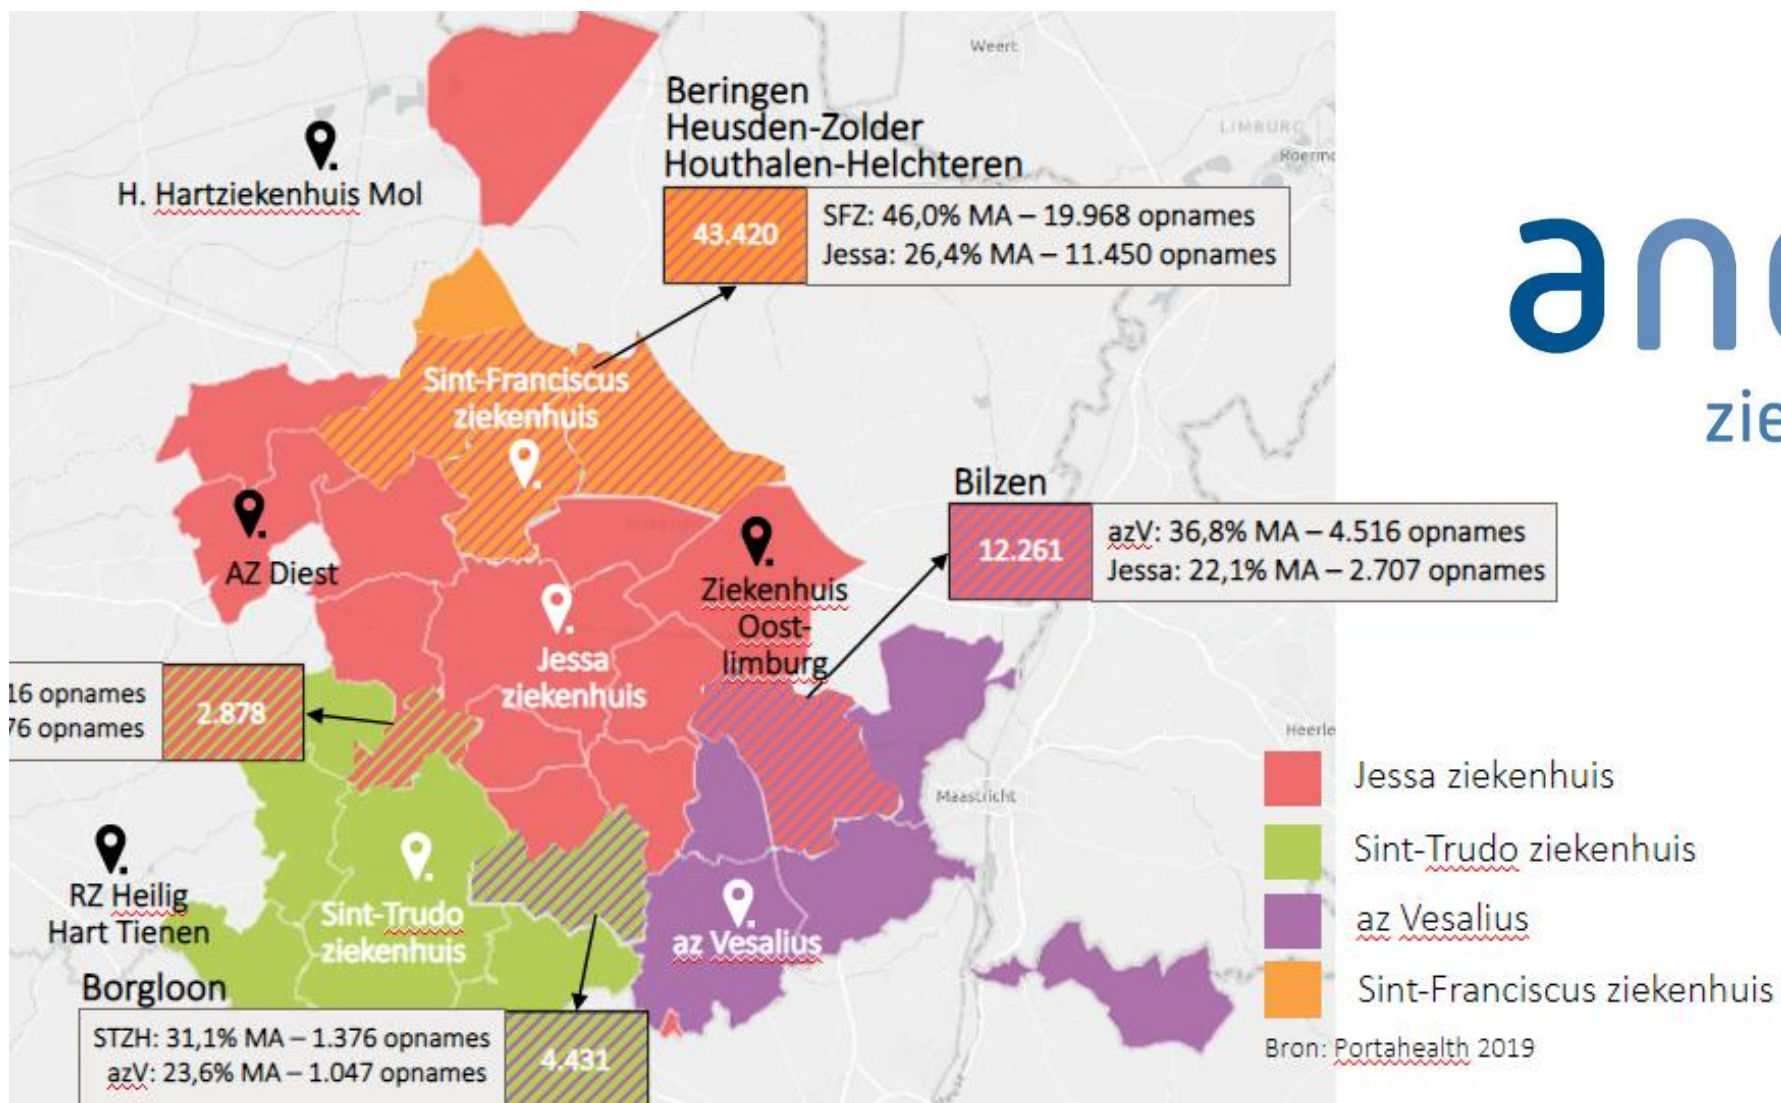 Weert
Beringen
Heusden-Zolder
Houthalen-Helchteren
LIMBURG
H. Hartziekenhuis Mol
43.420
SFZ: 46,0% MA – 19.968 opnames
Jessa: 26,4% MA – 11.450 opnames
Sint-Franciscus
ziekenhuis
Bilzen
12.261
azV: 36,8% MA – 4.516 opnames
Jessa: 22,1% MA – 2.707 opnames
AZ Diest
Ziekenhuis
Oost-
limburg
Jessa
ziekenhuis
16 opnames
76 opnames
2.878
Maastricht
RZ Heilig
Hart Tienen
Sint-Trudo
ziekenhuis
az Vesalius
Borgloon
STZH: 31,1% MA – 1.376 opnames
azV: 23,6% MA – 1.047 opnames
4.431
Jessa ziekenhuis
Sint-Trudo ziekenhuis
az Vesalius
Sint-Franciscus ziekenhuis
Bron: Portahealth 2019